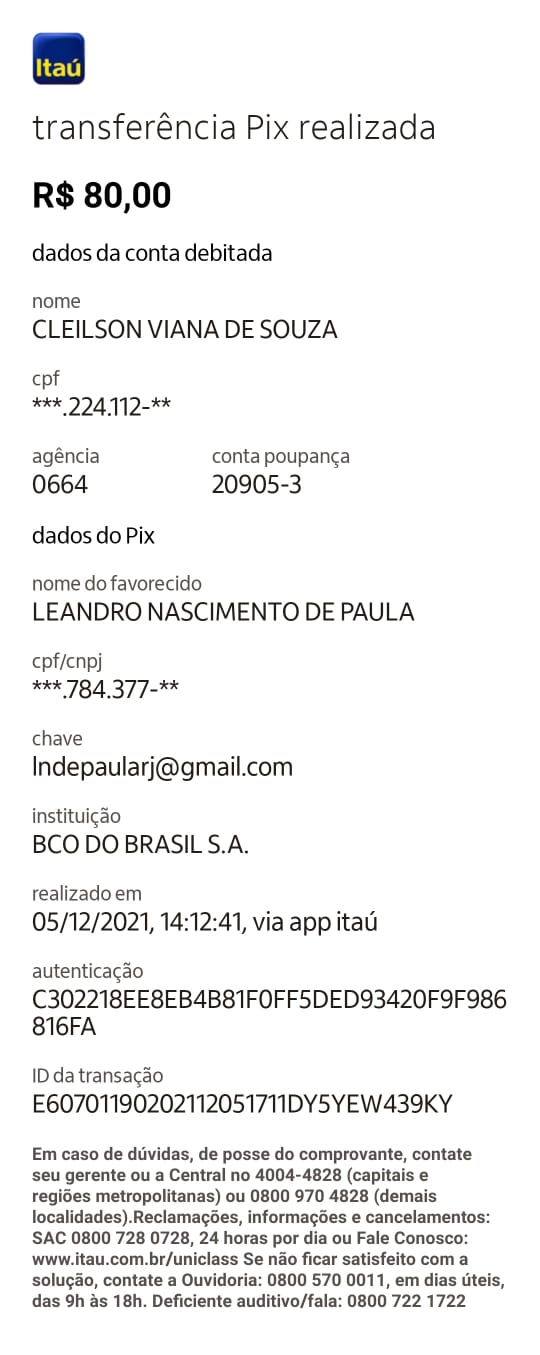 Itaú
transferência Pix realizada
R$ 80,00
dados da conta debitada
nome
CLEILSON VIANA DE SOUZA
cpf
***.224.112-**
agência conta poupança
0664 20905-3
dados do Pix
nome do favorecido
LEANDRO NASCIMENTO DE PAULA
cpf/cnpj
***.784.377-**
chave
lndepaularj@gmail.com
instituição
BCO DO BRASIL S.A.
realizado em
05/12/2021, 14:12:41, via app itaú
autenticação
C302218EE8EB4B81F0FF5DED93420F9F986
816FA
ID da transação
E60701190202112051711DY5YEW439KY
Em caso de dúvidas, de posse do comprovante, contate
seu gerente ou a Central no 4004-4828 (capitais e
regiões metropolitanas) ou 0800 970 4828 (demais
localidades).Reclamações, informações e cancelamentos:
SAC 0800 728 0728, 24 horas por dia ou Fale Conosco:
www.itau.com.br/uniclass Se não ficar satisfeito com a
solução, contate a Ouvidoria: 0800 570 0011, em dias úteis,
das 9h às 18h. Deficiente auditivo/fala: 0800 722 1722